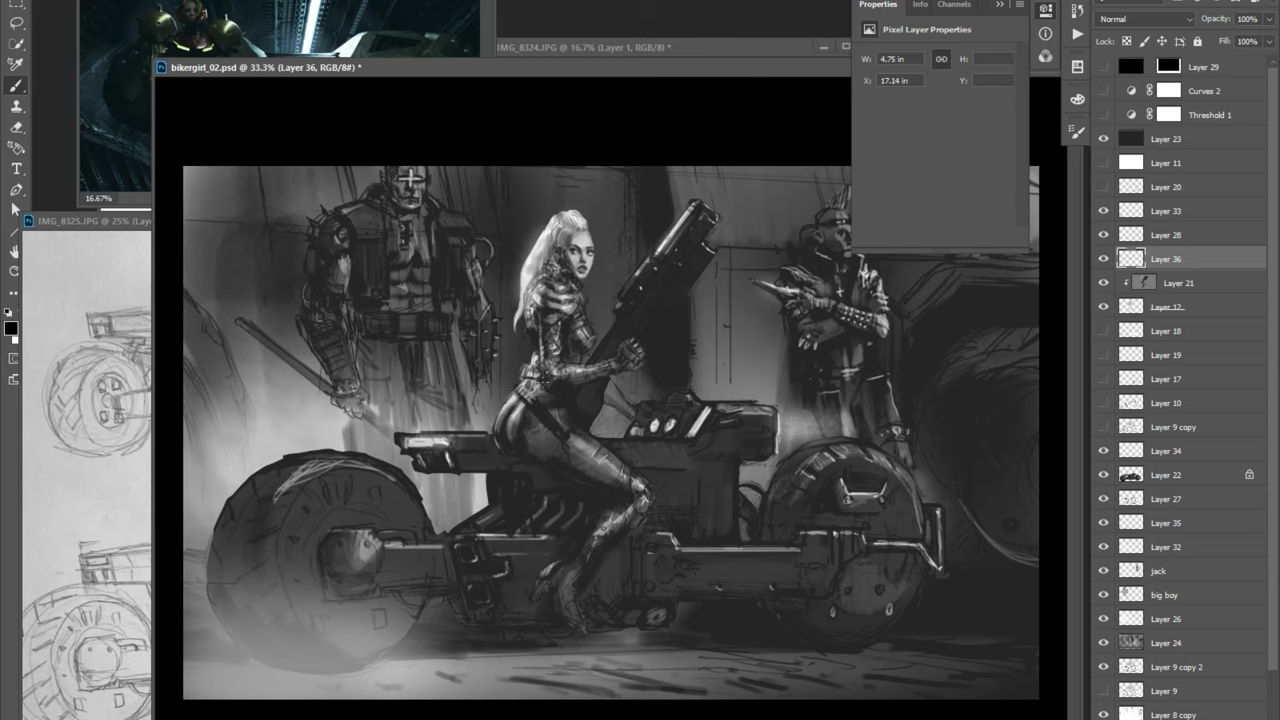 Properties
Info
Channels
Normal
Opacity: 100%
IMG_8324.JPG @ 16.7% (Layer 1, RGB/8) *
Pixel Layer Properties
Lock:
Fill: 100%
bikergirl_02.psd @ 33.3% (Layer 36, RGB/8#) *
W: 4.75 in
H:
X: 17.14 in
Y:
Layer 29
Curves 2
Threshold 1
Layer 23
Layer 11
Layer 20
16.67%
Layer 33
IMG_8325.JPG @ 25% (Laye
Layer 28
Layer 36
Layer 21
Layer 12
Layer 18
Layer 19
Layer 17
Layer 10
Layer 9 copy
Layer 34
Layer 22
Layer 27
Layer 35
Layer 32
jack
big boy
Layer 26
Layer 24
Layer 9 copy 2
Layer 9
Layer 8 copy